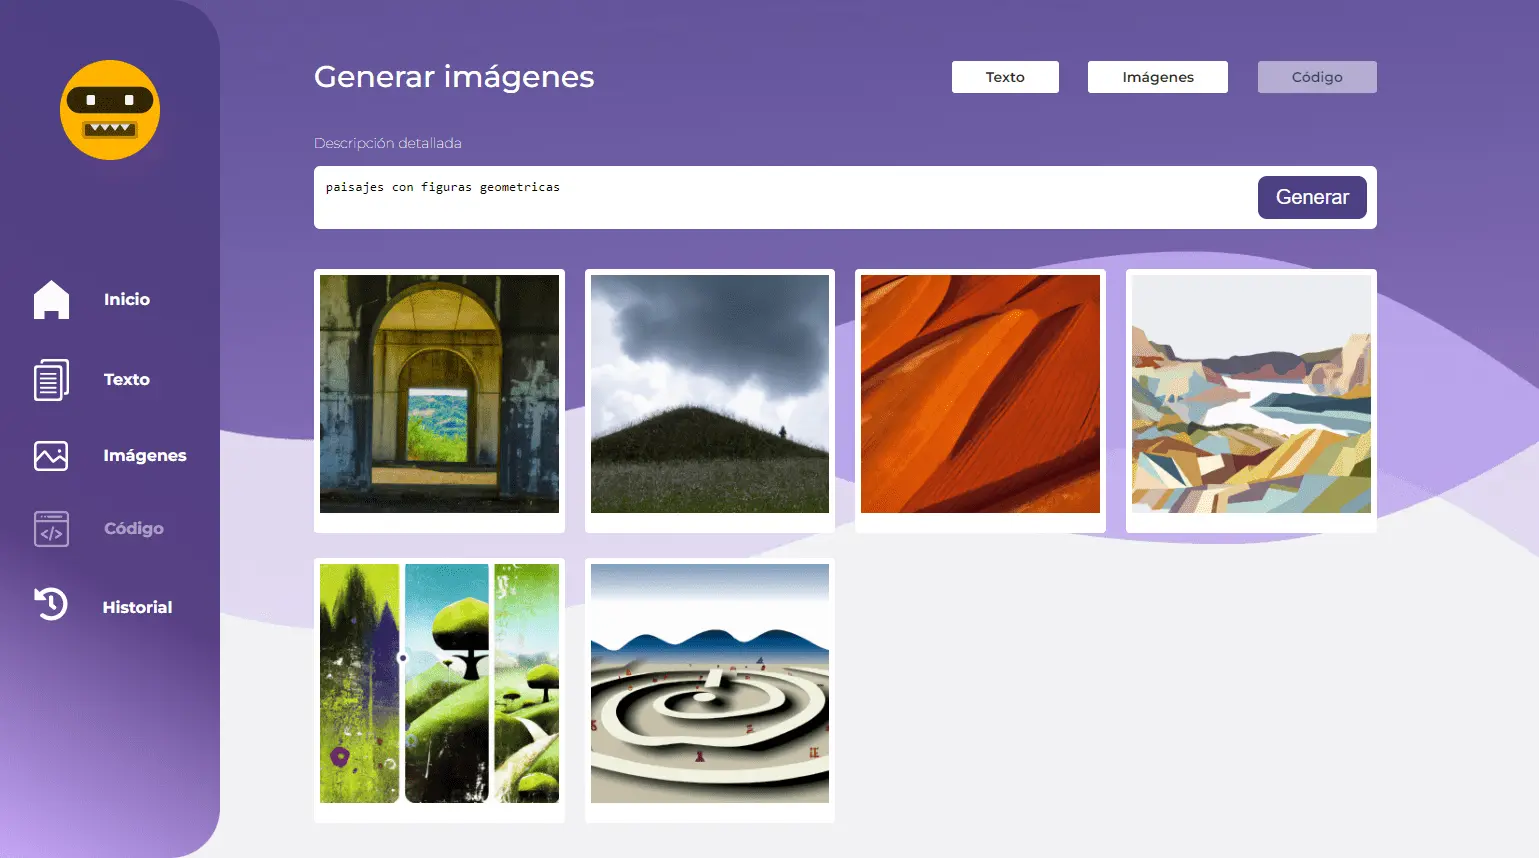 Generar imágenes
Texto
Imágenes
Código
Descripción detallada
paisajes con figuras geometricas
Generar
Inicio
Texto
Imágenes
Código
Historial